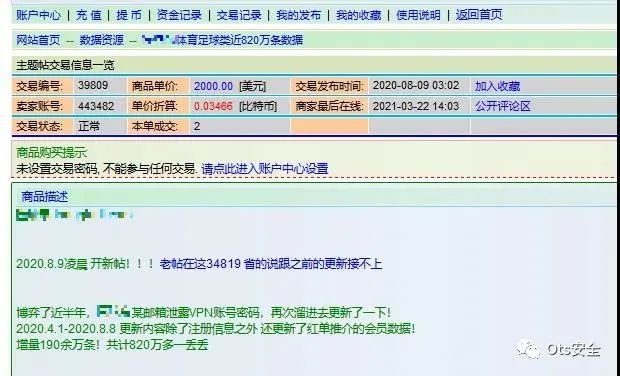 账户中心 | 充 值 | 提 币 | 资金记录 | 交易记录 | 我的发布 | 我的收藏 | 使用说明 | 返回首页
网站首页 -- 数据资源 -- 体育足球类近820万条数据
主题帖交易信息一览
交易编号: 39809 商品单价: 2000.00 [美元] 交易发布时间: 2020-08-09 03:02 加入收藏
卖家账号: 443482 单价折算: 0.03466 [比特币] 商家最后在线: 2021-03-22 14:03 公开评论区
交易状态: 正常 本单成交: 2
商品购买提示:
未设置交易密码, 不能参与任何交易. 请点此进入账户中心设置
商品描述
2020.8.9凌晨 开新帖！！！老帖在这34819 省的说跟之前的更新接不上
博弈了近半年，某邮箱泄露VPN账号密码，再次溜进去更新了一下！
2020.4.1-2020.8.8 更新内容除了注册信息之外 还更新了红单推介的会员数据！
增量190余万条！共计820万多一丢丢
Ots安全